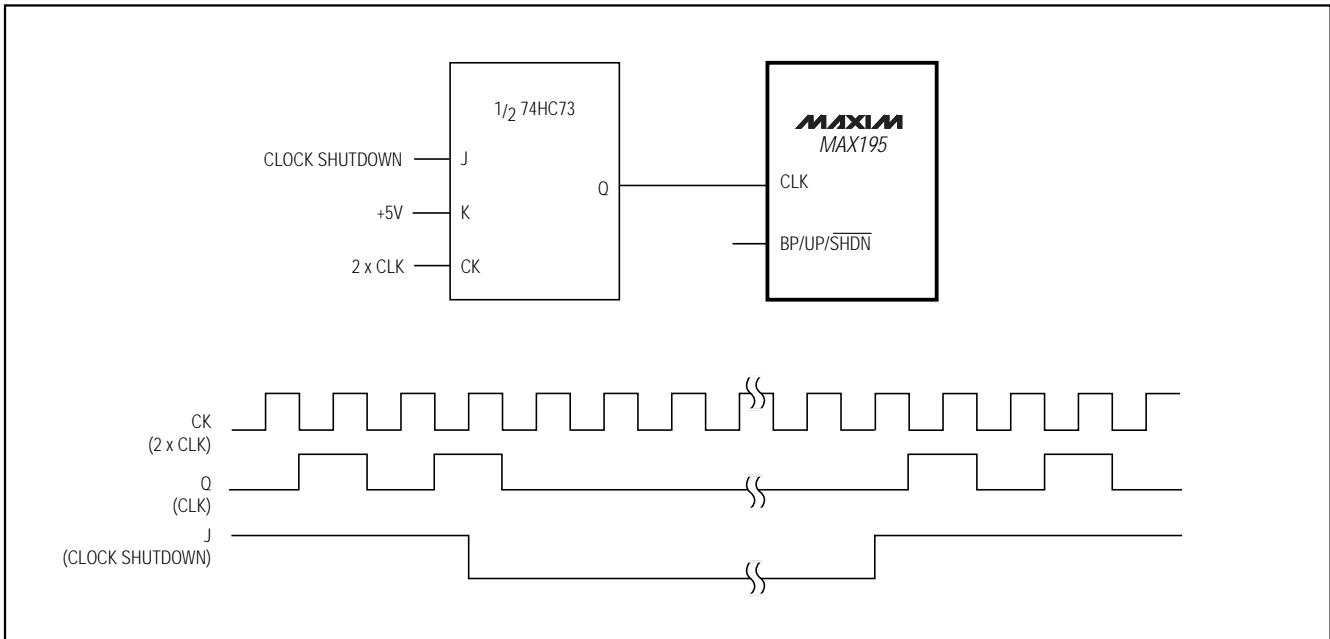 1/2 74HC73
CLOCK SHUTDOWN
J
+5V
K
2 x CLK
CK
Q
MAXIM
MAX195
CLK
BP/UP/SHDN
CK
(2 x CLK)
Q
(CLK)
J
(CLOCK SHUTDOWN)